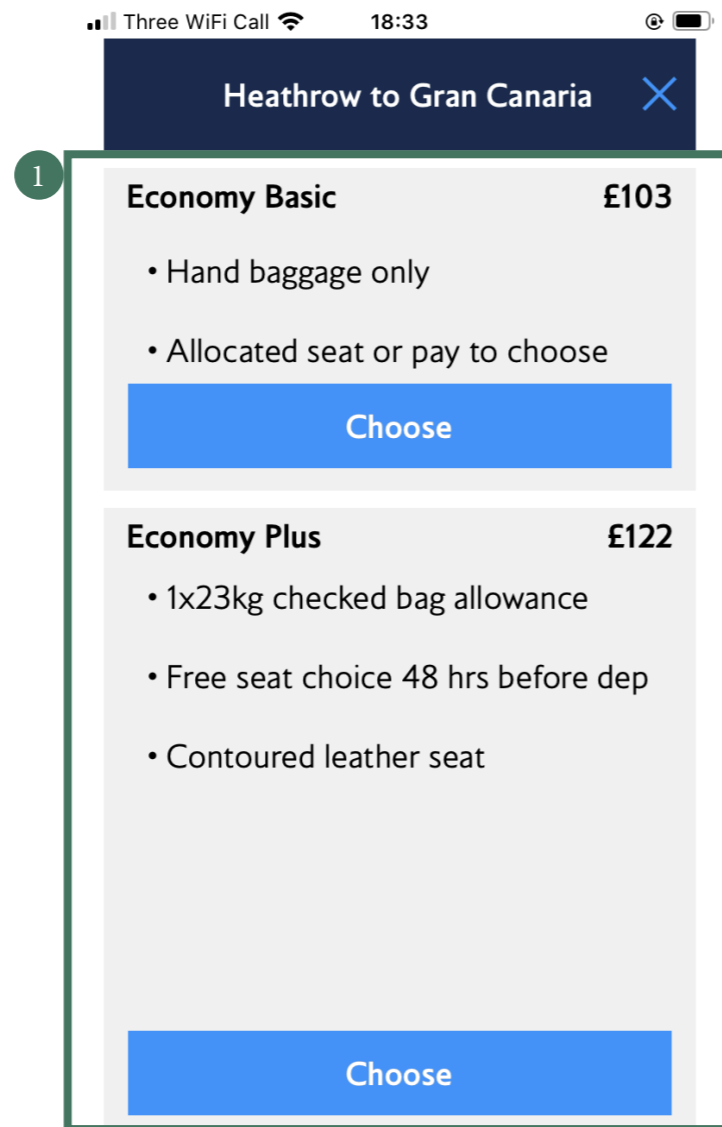 Three WiFi Call 18:33
Heathrow to Gran Canaria
1
Economy Basic £103
• Hand baggage only
• Allocated seat or pay to choose
Choose
Economy Plus £122
• 1x23kg checked bag allowance
• Free seat choice 48 hrs before dep
• Contoured leather seat
Choose